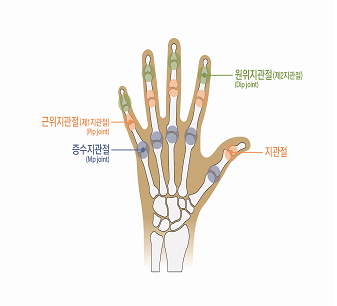 원위지관절(제2지관절)
(Dip joint)
근위지관절(제1지관절)
(Pip joint)
중수지관절
(Mp joint)
지관절